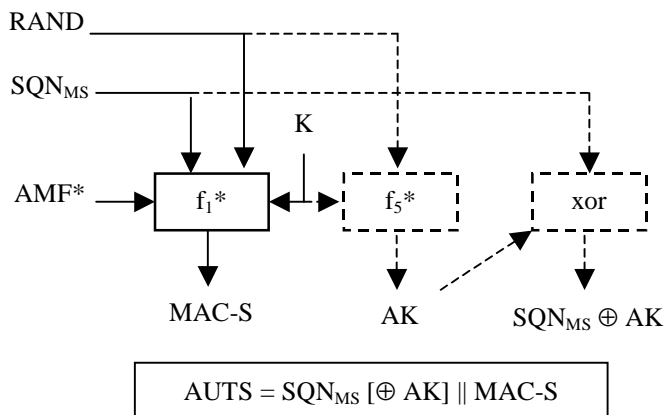 RAND
SQN_MS
K
AMF*
f₁*
f₅*
xor
MAC-S
AK
SQN_MS ⊕ AK
AUTS = SQN_MS [⊕ AK] || MAC-S